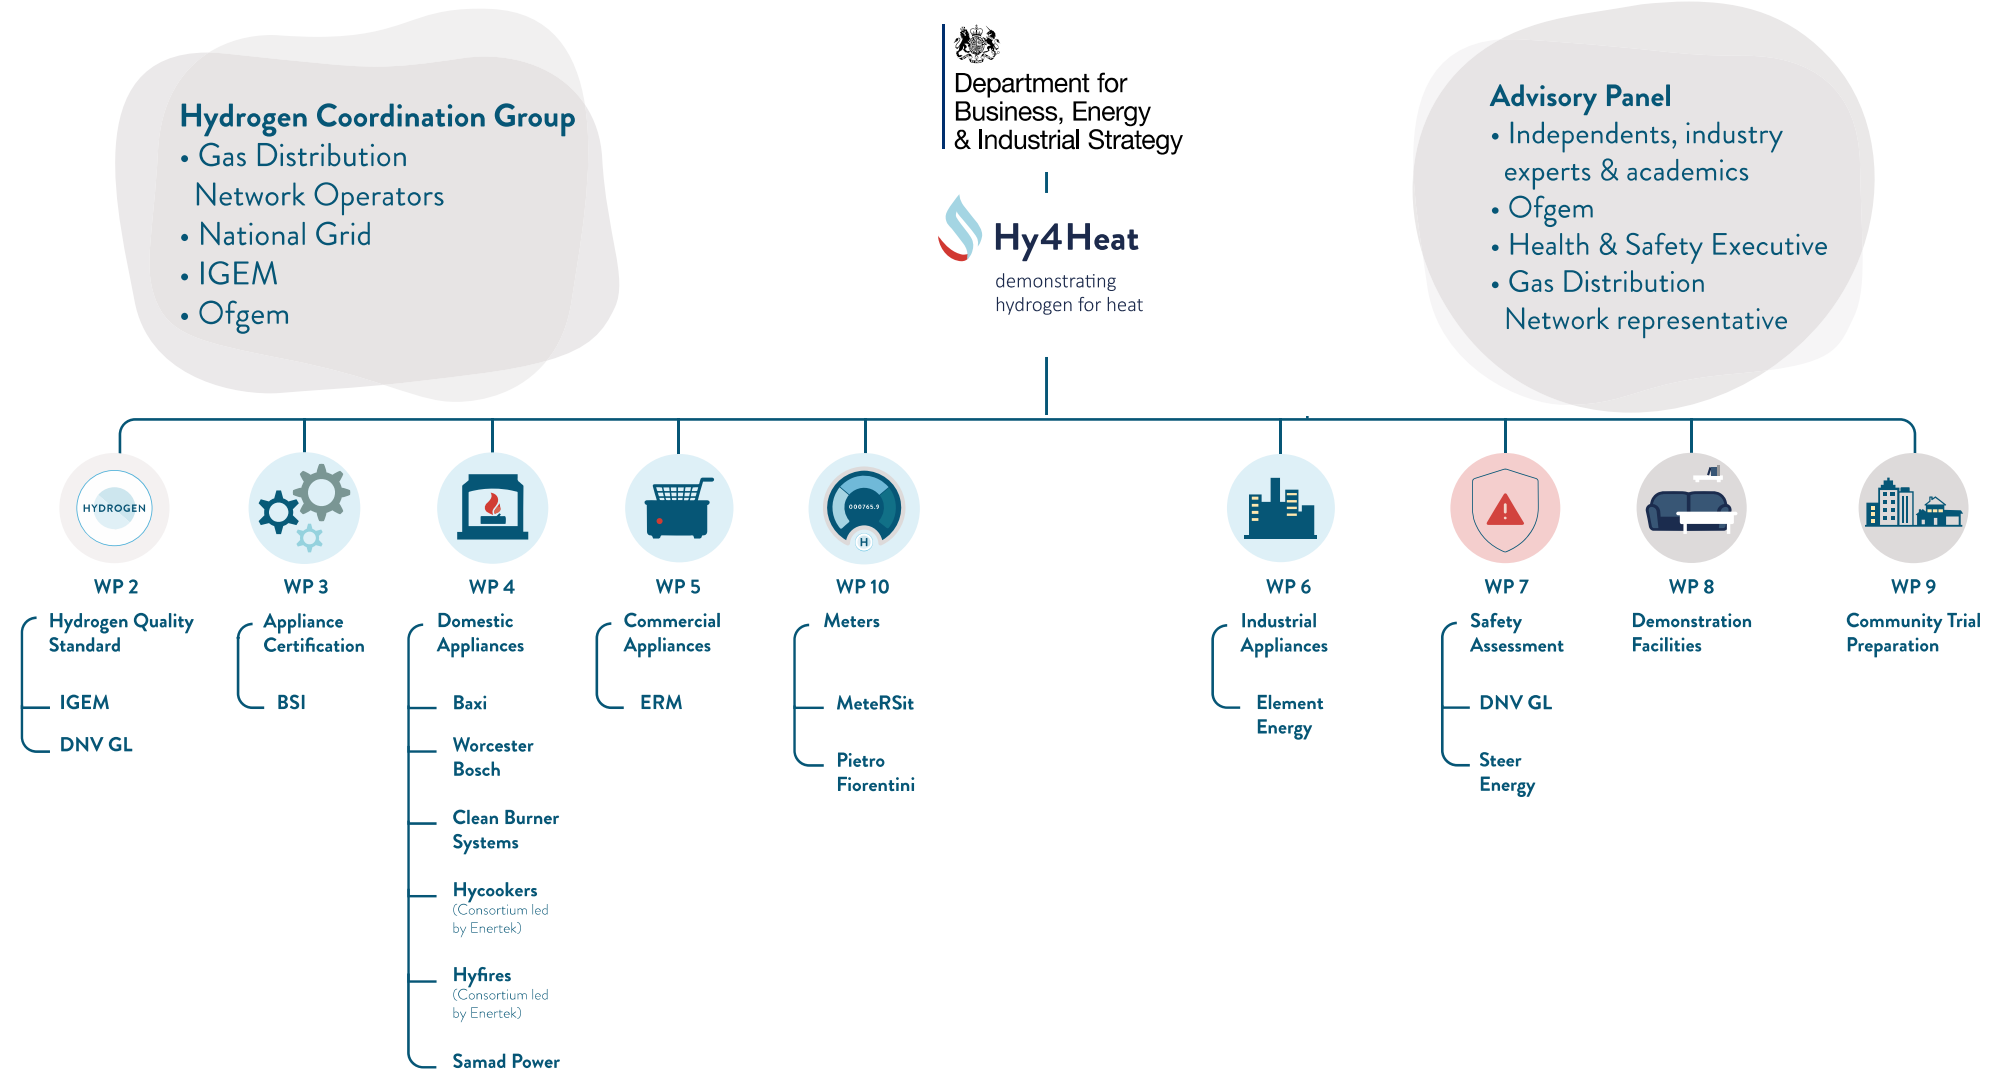 Hydrogen Coordination Group
• Gas Distribution
Network Operators
• National Grid
• IGEM
• Ofgem
Department for
Business, Energy
& Industrial Strategy
Hy4Heat
demonstrating
hydrogen for heat
Advisory Panel
• Independents, industry
experts & academics
• Ofgem
• Health & Safety Executive
• Gas Distribution
Network representative
HYDROGEN
WP 2
Hydrogen Quality
Standard
IGEM
DNV GL
WP 3
Appliance
Certification
BSI
WP 4
Domestic
Appliances
Baxi
Worcester
Bosch
Clean Burner
Systems
Hycookers
(Consortium led
by Enertek)
Hyfires
(Consortium led
by Enertek)
Samad Power
WP 5
Commercial
Appliances
ERM
000765.9
H
WP 10
Meters
MeteRSit
Pietro
Fiorentini
WP 6
Industrial
Appliances
Element
Energy
WP 7
Safety
Assessment
DNV GL
Steer
Energy
WP 8
Demonstration
Facilities
WP 9
Community Trial
Preparation